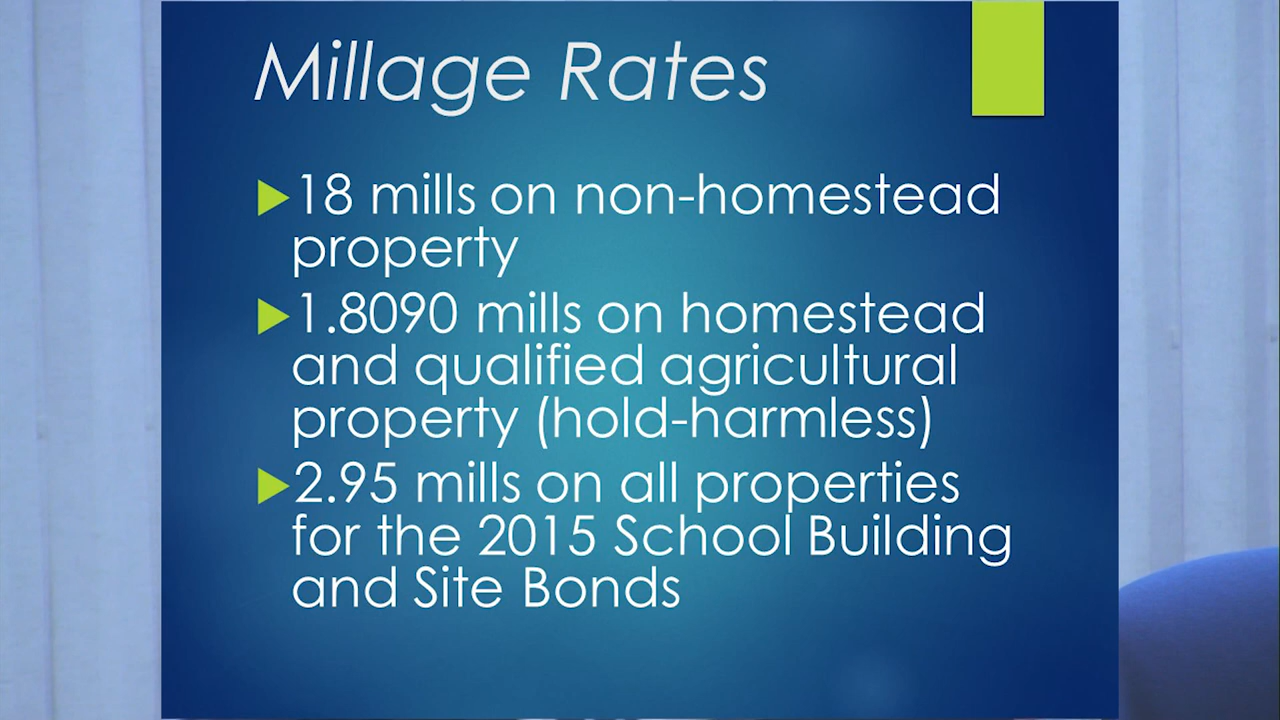 Millage Rates
18 mills on non-homestead
property
1.8090 mills on homestead
and qualified agricultural
property (hold-harmless)
2.95 mills on all properties
for the 2015 School Building
and Site Bonds